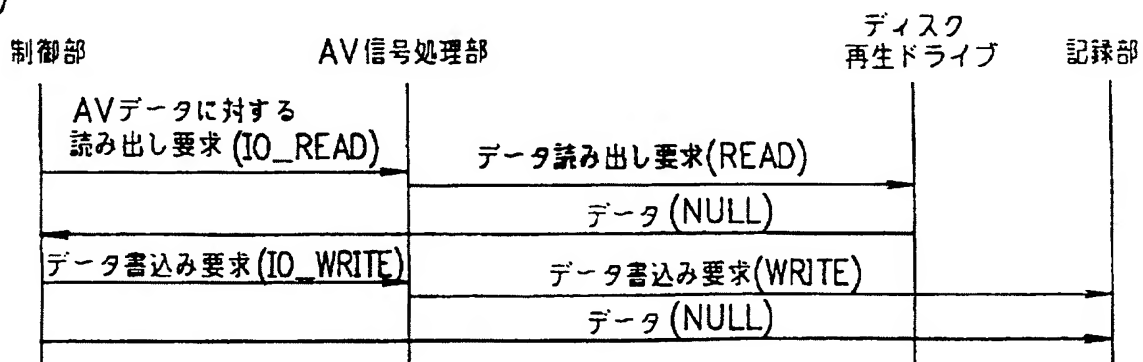 制御部
AV信号処理部
ディスク
再生ドライブ
記録部
AVデータに対する
読み出し要求(IO_READ)
データ読み出し要求(READ)
データ(NULL)
データ書込み要求(IO_WRITE)
データ書込み要求(WRITE)
データ(NULL)